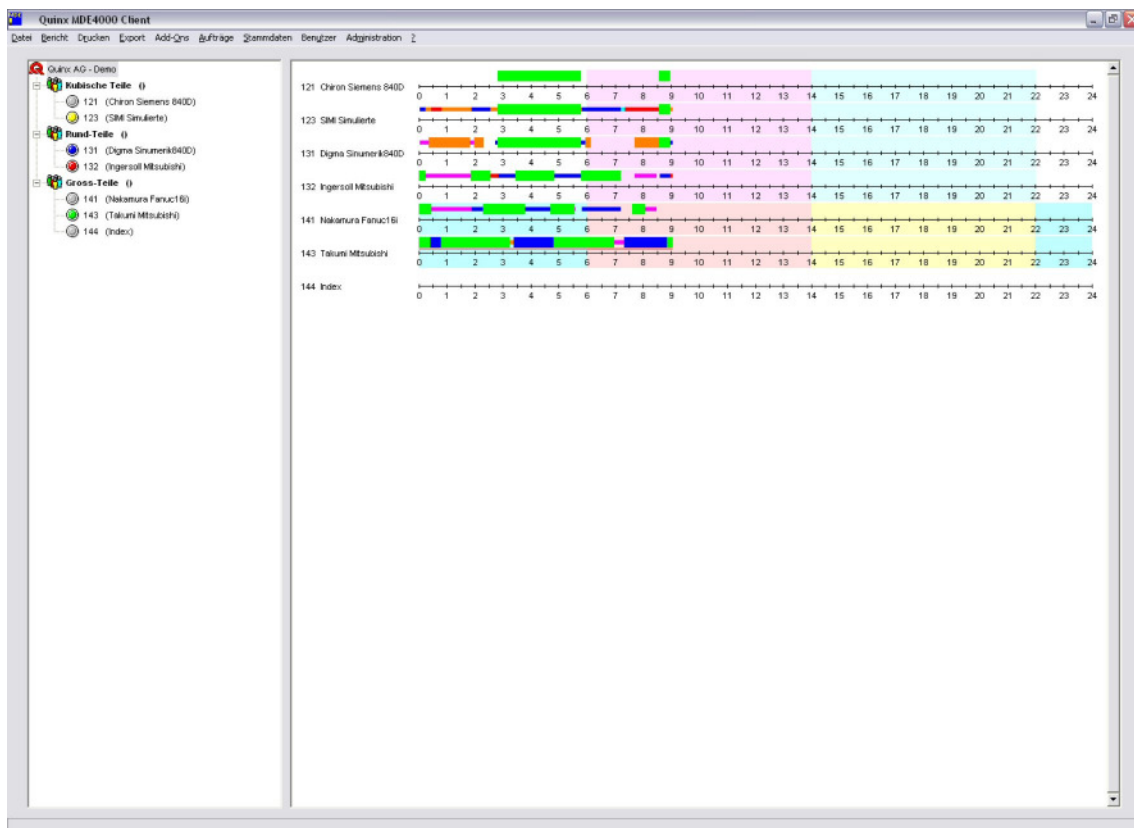 Quinx MDE4000 Client
Datei Bericht Drucken Export Add-Ons Aufträge Stammdaten Benutzer Administration ?
Quinx AG - Demo
Kubische Teile ()
121 (Chiron Siemens 840D)
123 (SIMI Simulierte)
Rund-Teile ()
131 (Digma Sinumerik840D)
132 (Ingersoll Mitsubishi)
Gross-Teile ()
141 (Nakamura Fanuc16i)
143 (Takumi Mitsubishi)
144 (Index)
121 Chiron Siemens 840D
0 1 2 3 4 5 6 7 8 9 10 11 12 13 14 15 16 17 18 19 20 21 22 23 24
123 SIMI Simulierte
0 1 2 3 4 5 6 7 8 9 10 11 12 13 14 15 16 17 18 19 20 21 22 23 24
131 Digma Sinumerik840D
0 1 2 3 4 5 6 7 8 9 10 11 12 13 14 15 16 17 18 19 20 21 22 23 24
132 Ingersoll Mitsubishi
0 1 2 3 4 5 6 7 8 9 10 11 12 13 14 15 16 17 18 19 20 21 22 23 24
141 Nakamura Fanuc16i
0 1 2 3 4 5 6 7 8 9 10 11 12 13 14 15 16 17 18 19 20 21 22 23 24
143 Takumi Mitsubishi
0 1 2 3 4 5 6 7 8 9 10 11 12 13 14 15 16 17 18 19 20 21 22 23 24
144 Index
0 1 2 3 4 5 6 7 8 9 10 11 12 13 14 15 16 17 18 19 20 21 22 23 24